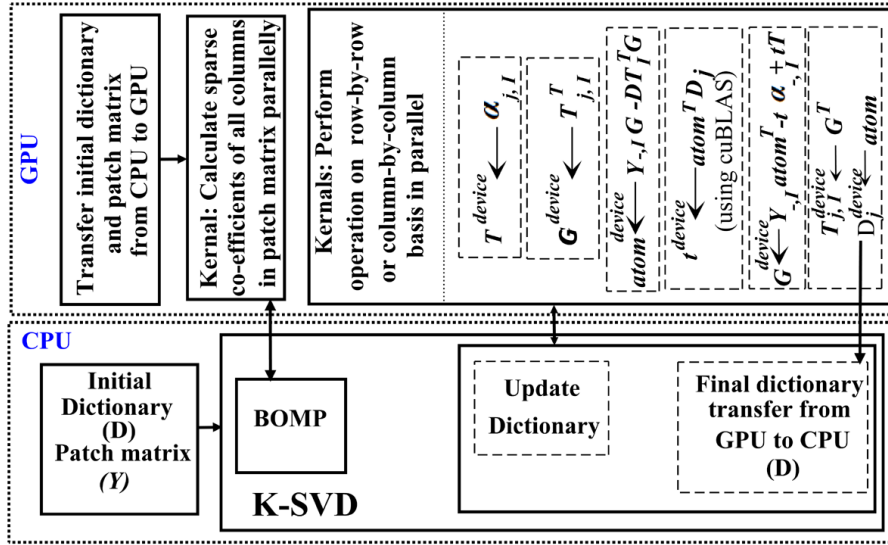 GPU
Transfer initial dictionary
and patch matrix
from CPU to GPU
Kernal: Calculate sparse
co-efficients of all columns
in patch matrix parallelly
Kernals: Perform
operation on row-by-row
or column-by-column
basis in parallel
T^device ← α_j,I
G^device ← T_j,I^T
atom^device ← Y_-,I G -DT_I^T G
t^device ← atom^T D_j
(using cuBLAS)
G^device ← Y_-,I atom^T -t α_-,I + tT
T_j,I^device ← G^T
D_j^device ← atom
CPU
Initial
Dictionary
(D)
Patch matrix
(Y)
BOMP
K-SVD
Update
Dictionary
Final dictionary
transfer from
GPU to CPU
(D)